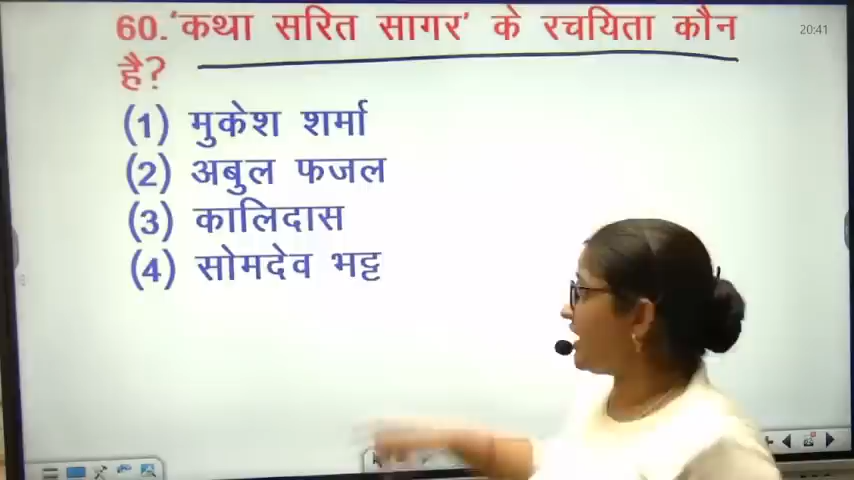 20:41
60.'कथा सरित सागर' के रचयिता कौन
है?
(1) मुकेश शर्मा
(2) अबुल फजल
(3) कालिदास
(4) सोमदेव भट्ट